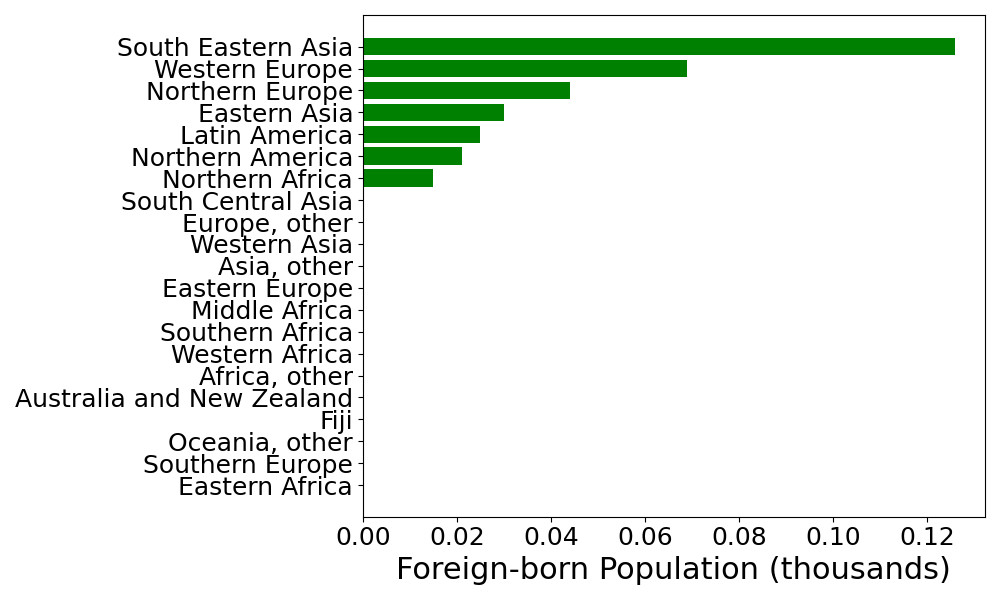 South Eastern Asia
Western Europe
Northern Europe
Eastern Asia
Latin America
Northern America
Northern Africa
South Central Asia
Europe, other
Western Asia
Asia, other
Eastern Europe
Middle Africa
Southern Africa
Western Africa
Africa, other
Australia and New Zealand
Fiji
Oceania, other
Southern Europe
Eastern Africa
0.00 0.02 0.04 0.06 0.08 0.10 0.12
Foreign-born Population (thousands)